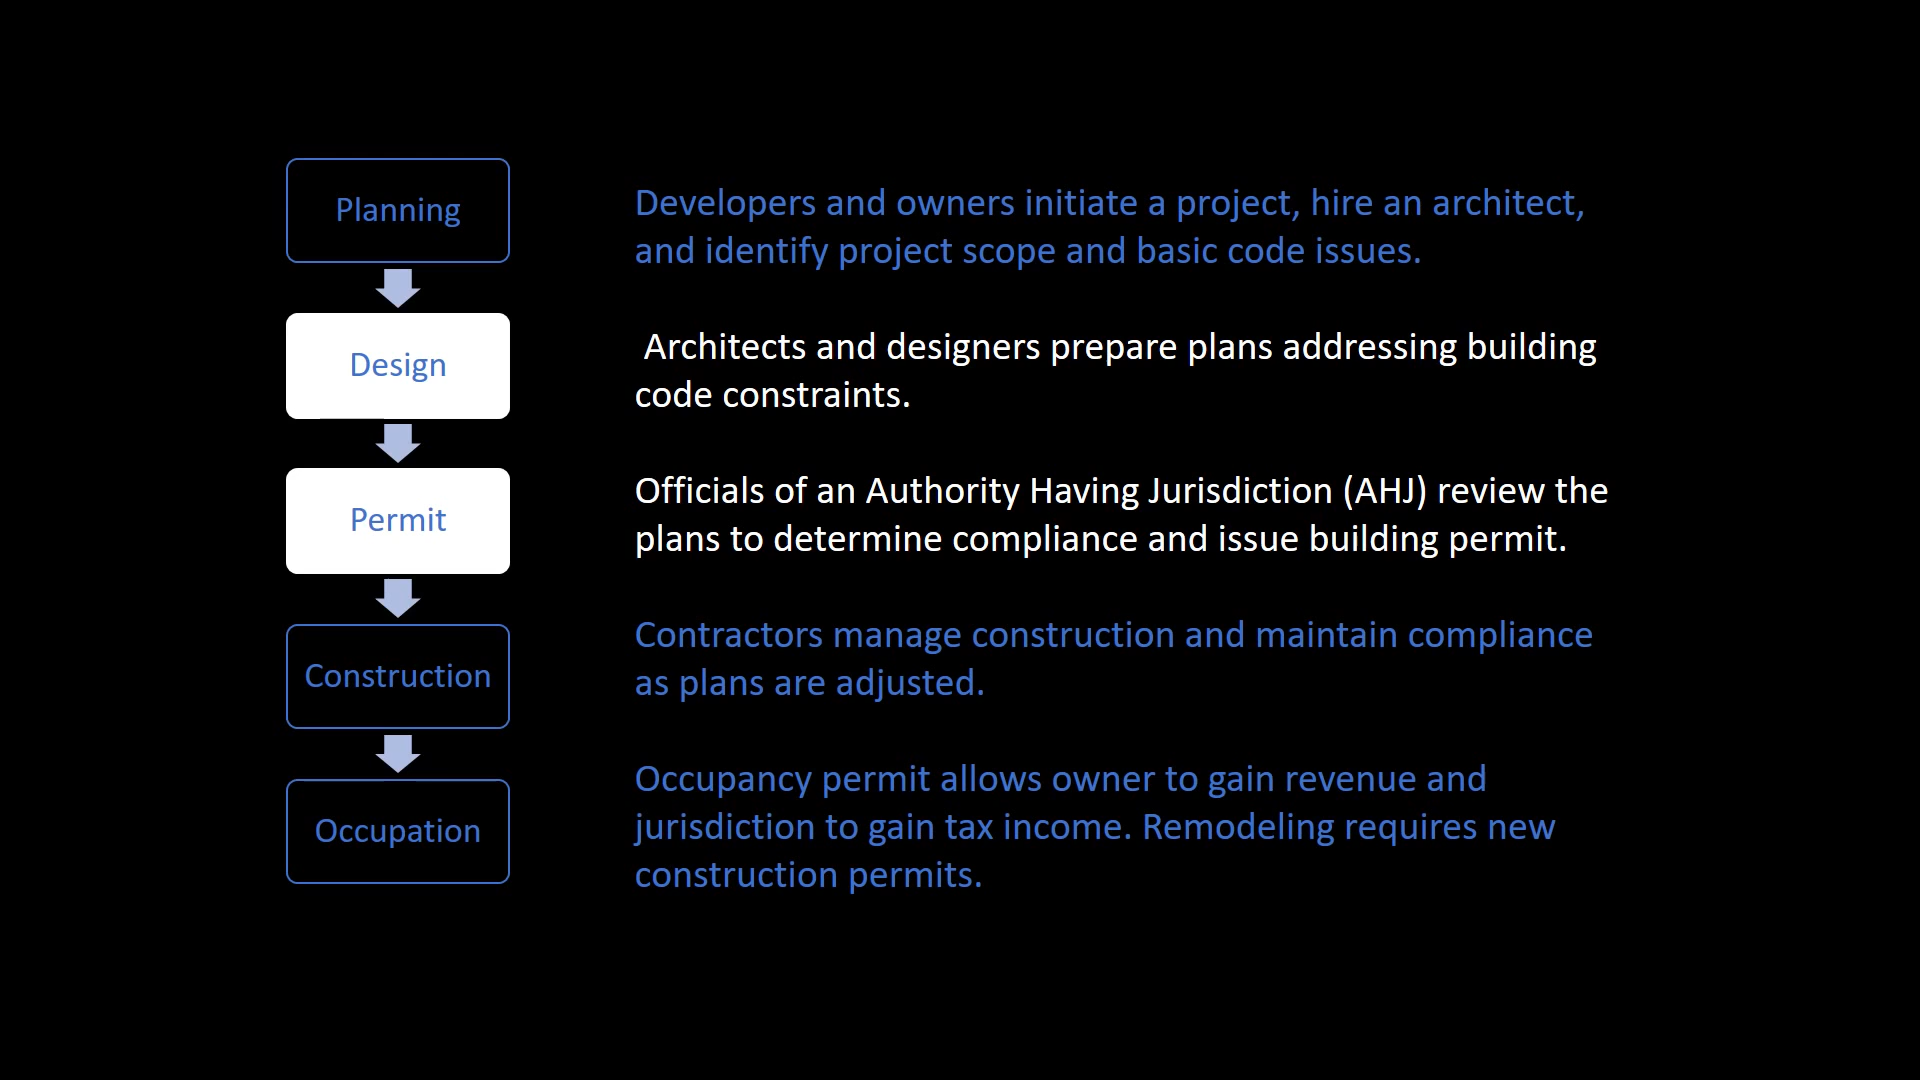 Planning
Developers and owners initiate a project, hire an architect,
and identify project scope and basic code issues.
Design
Architects and designers prepare plans addressing building
code constraints.
Permit
Officials of an Authority Having Jurisdiction (AHJ) review the
plans to determine compliance and issue building permit.
Construction
Contractors manage construction and maintain compliance
as plans are adjusted.
Occupation
Occupancy permit allows owner to gain revenue and
jurisdiction to gain tax income. Remodeling requires new
construction permits.